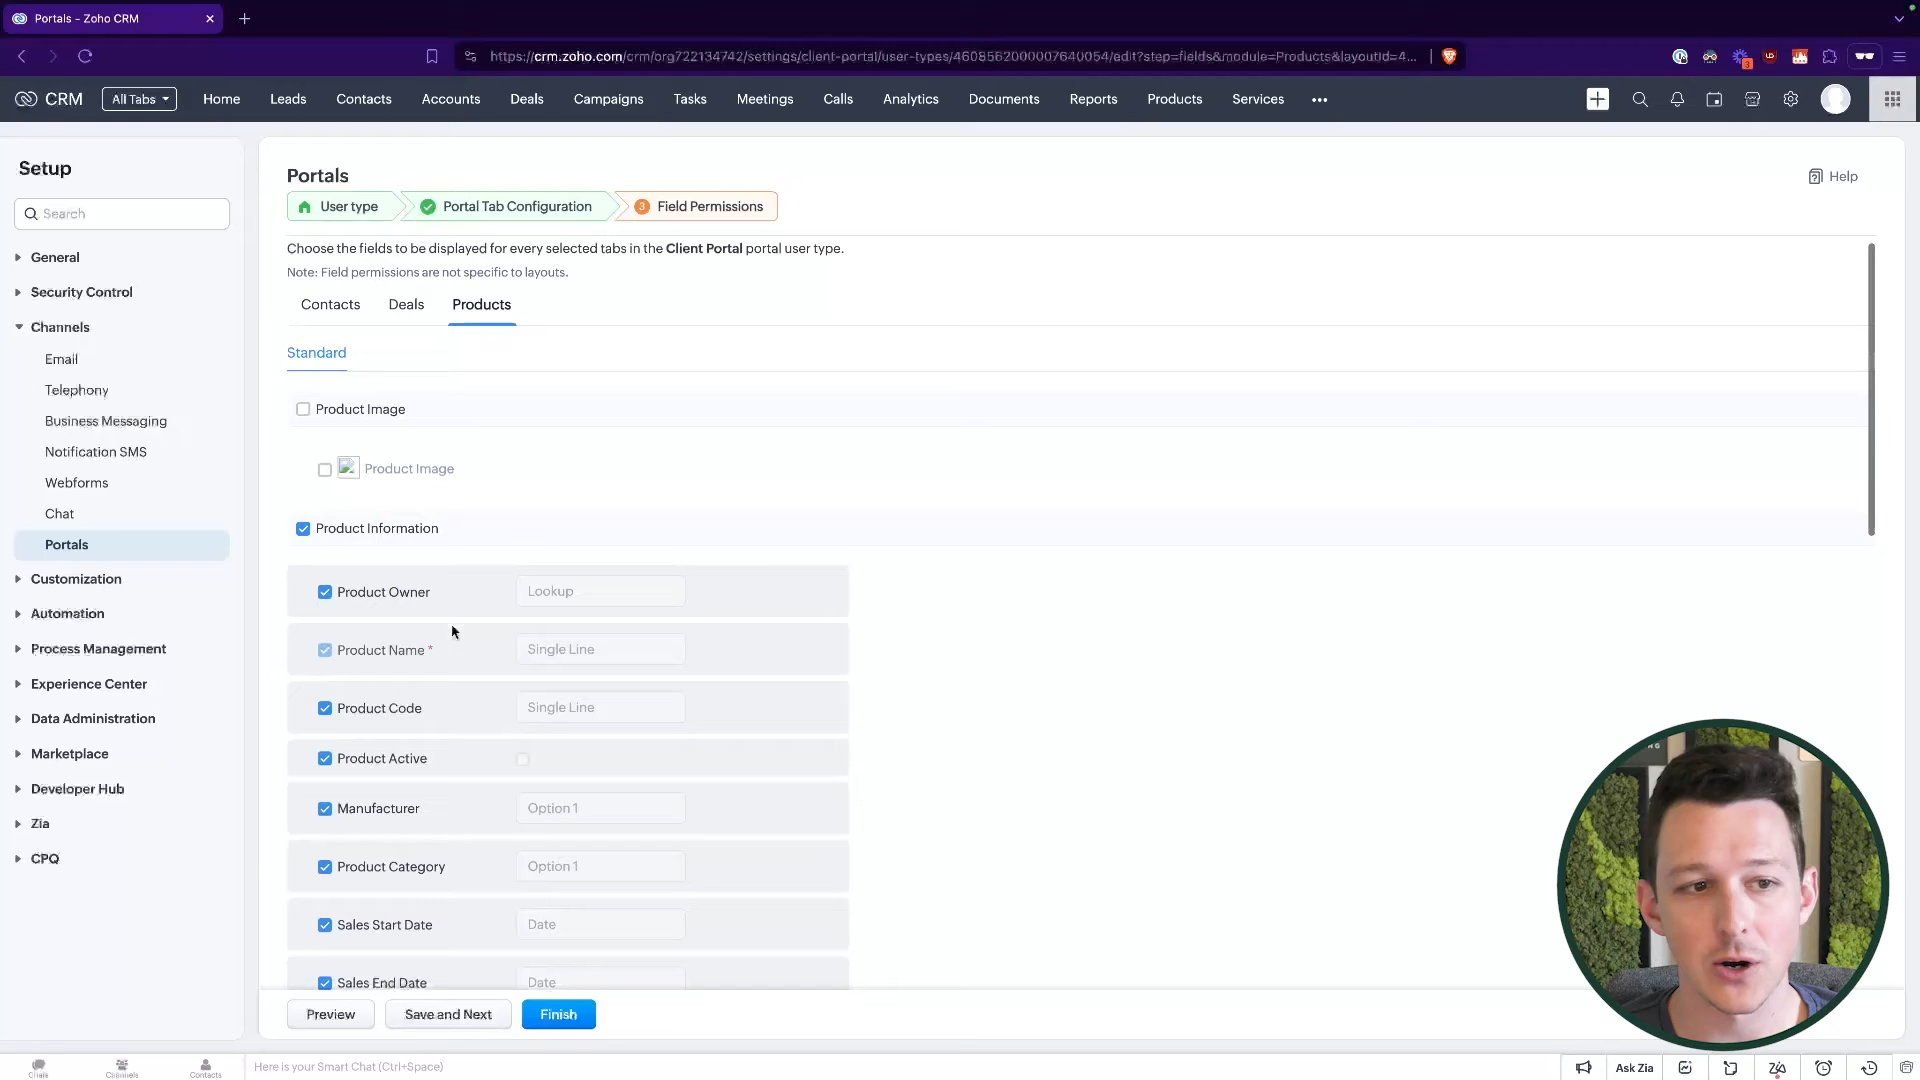 Portals - Zoho CRM
https://crm.zoho.com/crm/org722134742/settings/client-portal/user-types/4608562000007640054/edit?step=fields&module=Products&layoutId=4...
CRM
All Tabs
Home
Leads
Contacts
Accounts
Deals
Campaigns
Tasks
Meetings
Calls
Analytics
Documents
Reports
Products
Services
Setup
Search
General
Security Control
Channels
Email
Telephony
Business Messaging
Notification SMS
Webforms
Chat
Portals
Customization
Automation
Process Management
Experience Center
Data Administration
Marketplace
Developer Hub
Zia
CPQ
Portals
Help
User type
Portal Tab Configuration
3 Field Permissions
Choose the fields to be displayed for every selected tabs in the Client Portal portal user type.
Note: Field permissions are not specific to layouts.
Contacts
Deals
Products
Standard
Product Image
Product Image
Product Information
Product Owner
Lookup
Product Name *
Single Line
Product Code
Single Line
Product Active
Manufacturer
Option 1
Product Category
Option 1
Sales Start Date
Date
Sales End Date
Date
Preview
Save and Next
Finish
Chats
Channels
Contacts
Here is your Smart Chat (Ctrl+Space)
Ask Zia